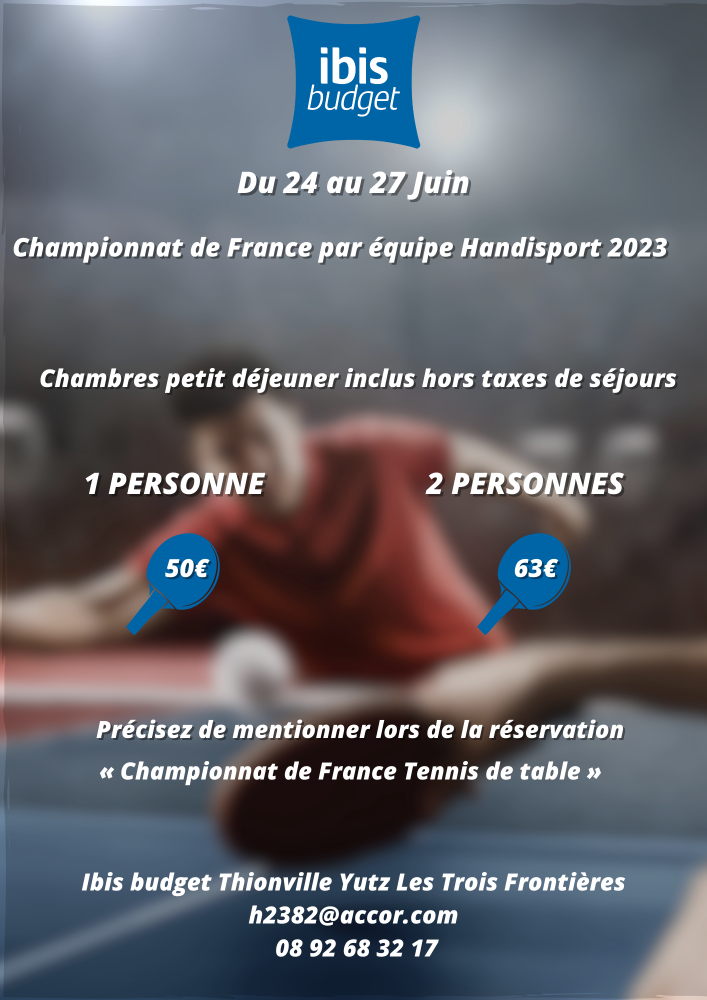 ibis
budget
Du 24 au 27 Juin
Championnat de France par équipe Handisport 2023
Chambres petit déjeuner inclus hors taxes de séjours
1 PERSONNE
2 PERSONNES
50€
63€
Précisez de mentionner lors de la réservation
« Championnat de France Tennis de table »
Ibis budget Thionville Yutz Les Trois Frontières
h2382@accor.com
08 92 68 32 17